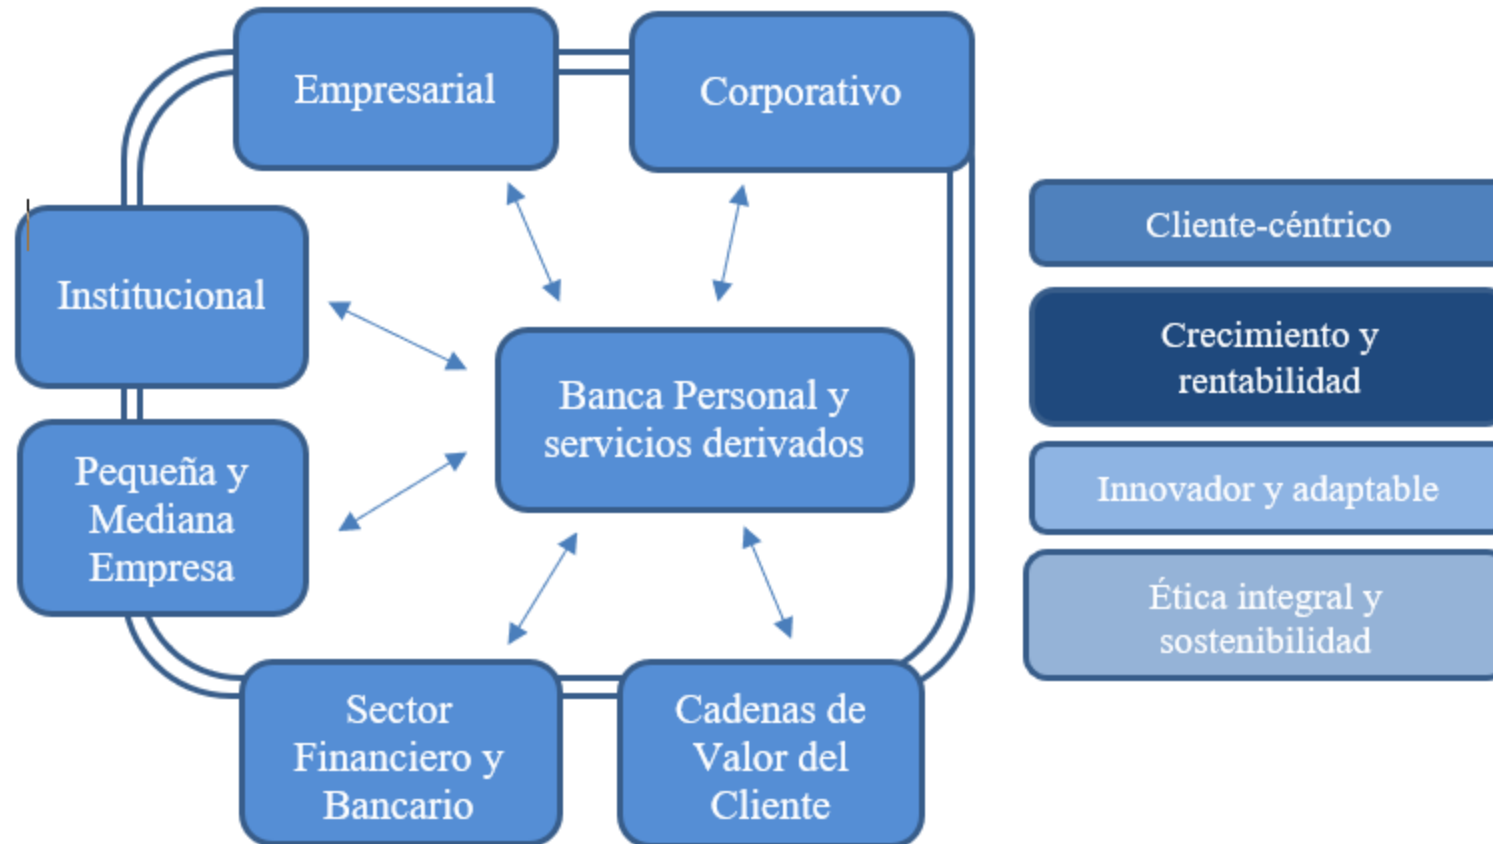 Empresarial
Corporativo
Institucional
Pequeña y
Mediana
Empresa
Banca Personal y
servicios derivados
Sector
Financiero y
Bancario
Cadenas de
Valor del
Cliente
Cliente-céntrico
Crecimiento y
rentabilidad
Innovador y adaptable
Ética integral y
sostenibilidad